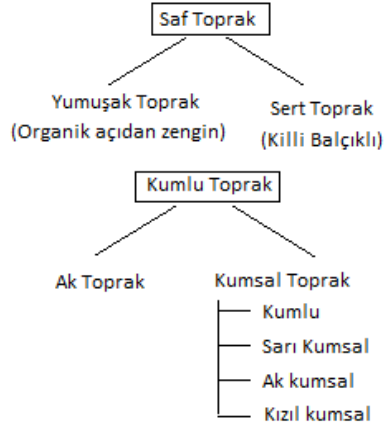 Saf Toprak
Yumuşak Toprak
(Organik açıdan zengin)
Sert Toprak
(Killi Balçıklı)
Kumlu Toprak
Ak Toprak
Kumsal Toprak
Kumlu
Sarı Kumsal
Ak kumsal
Kızıl kumsal